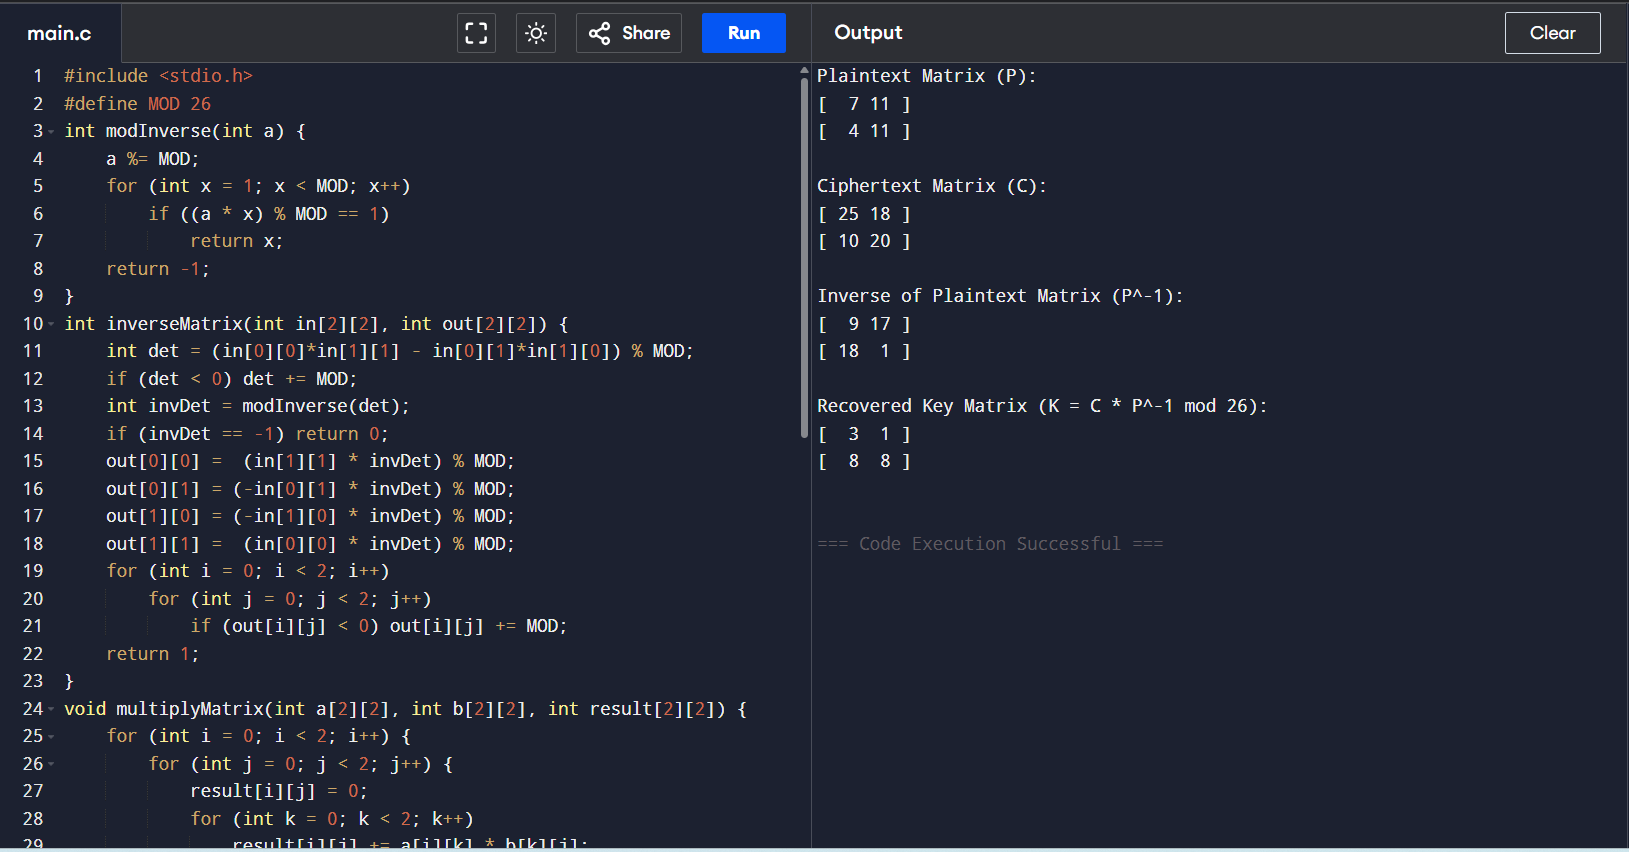 main.c
Share
Run
Output
Clear
1 #include <stdio.h>
2 #define MOD 26
3 int modInverse(int a) {
4     a %= MOD;
5     for (int x = 1; x < MOD; x++)
6         if ((a * x) % MOD == 1)
7             return x;
8     return -1;
9 }
10 int inverseMatrix(int in[2][2], int out[2][2]) {
11     int det = (in[0][0]*in[1][1] - in[0][1]*in[1][0]) % MOD;
12     if (det < 0) det += MOD;
13     int invDet = modInverse(det);
14     if (invDet == -1) return 0;
15     out[0][0] =  (in[1][1] * invDet) % MOD;
16     out[0][1] = (-in[0][1] * invDet) % MOD;
17     out[1][0] = (-in[1][0] * invDet) % MOD;
18     out[1][1] =  (in[0][0] * invDet) % MOD;
19     for (int i = 0; i < 2; i++)
20         for (int j = 0; j < 2; j++)
21             if (out[i][j] < 0) out[i][j] += MOD;
22     return 1;
23 }
24 void multiplyMatrix(int a[2][2], int b[2][2], int result[2][2]) {
25     for (int i = 0; i < 2; i++) {
26         for (int j = 0; j < 2; j++) {
27             result[i][j] = 0;
28             for (int k = 0; k < 2; k++)
29                 result[i][j] += a[i][k] * b[k][j];
Plaintext Matrix (P):
[  7 11 ]
[  4 11 ]
Ciphertext Matrix (C):
[ 25 18 ]
[ 10 20 ]
Inverse of Plaintext Matrix (P^-1):
[  9 17 ]
[ 18  1 ]
Recovered Key Matrix (K = C * P^-1 mod 26):
[  3  1 ]
[  8  8 ]
=== Code Execution Successful ===